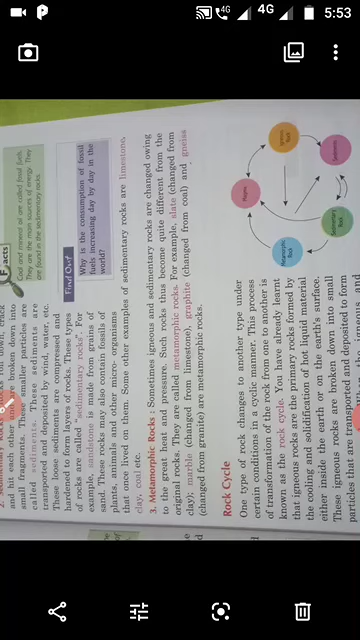 4G
4G
5:53
and hit each other
broken down into
small fragments. These smaller particles are
called sediments. These sediments are
transported and deposited by wind, water, etc.
These loose sediments are compressed and
hardened to form layers of rocks. These types
of rocks are called "sedimentary rocks". For
example, sandstone is made from grains of
sand. These rocks may also contain fossils of
plants, animals and other micro-organisms
that once lived on them. Some other examples of sedimentary rocks are limestone,
clay, coal etc.
Facts
Coal and mineral oil are called fossil fuels.
They are the main sources of energy. They
are found in the sedimentary rocks.
Find Out
Why is the consumption of fossil
fuels increasing day by day in the
world?
3. Metamorphic Rocks : Sometimes igneous and sedimentary rocks are changed owing
to the great heat and pressure. Such rocks thus become quite different from the
original rocks. They are called metamorphic rocks. For example, slate (changed from
clay); marble (changed from limestone), graphite (changed from coal) and gneiss
(changed from granite) are metamorphic rocks.
Rock Cycle
One type of rock changes to another type under
certain conditions in a cyclic manner. This process
of transformation of the rock from one to another is
known as the rock cycle. You have already learnt
that igneous rocks are the primary rocks formed by
the cooling and solidification of hot liquid material
either inside the earth or on the earth's surface.
These igneous rocks are broken down into small
particles that are transported and deposited to form
the igneous and
Magma
Igneous
Rock
Sediments
Sedimentary
Rock
Metamorphic
Rock